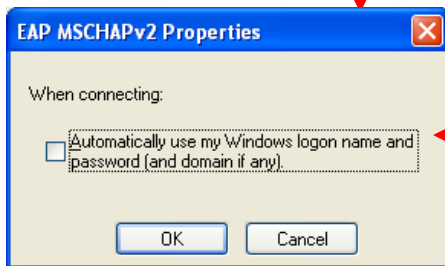 EAP MSCHAPv2 Properties
When connecting:
Automatically use my Windows logon name and
password (and domain if any).
OK Cancel